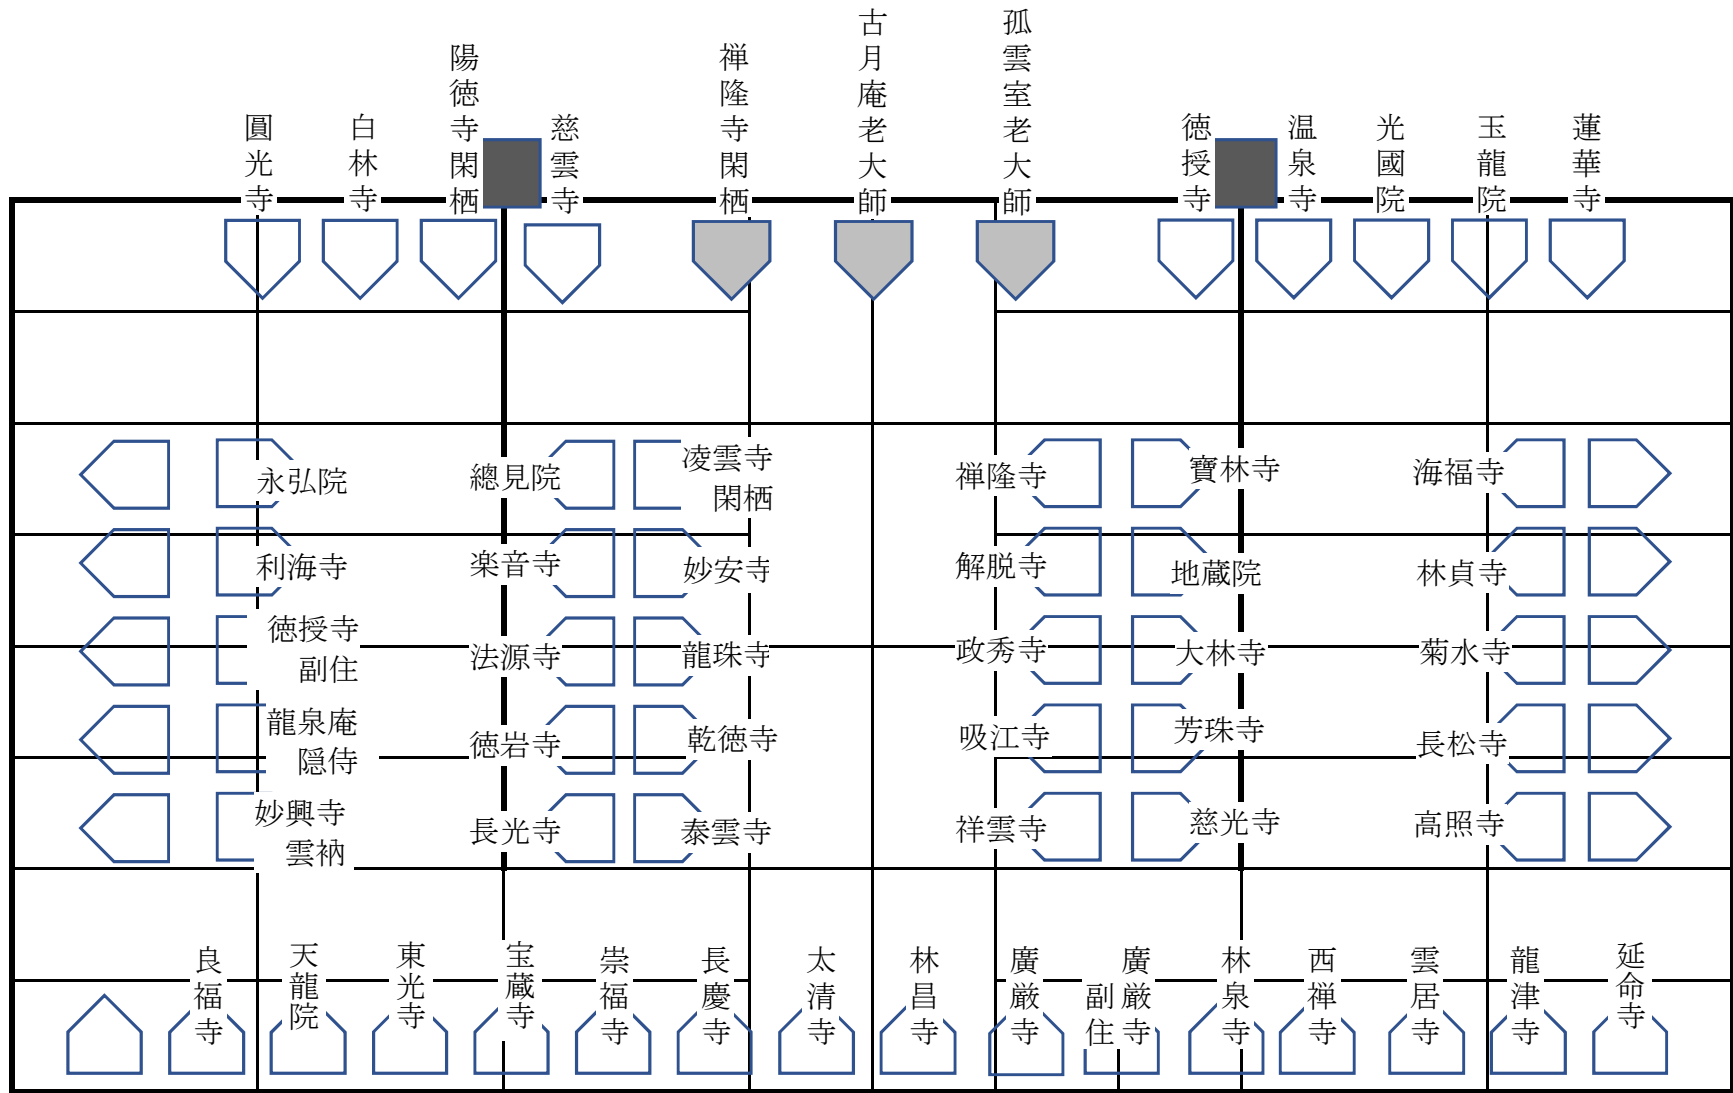 圓光寺
白林寺
陽徳寺閑栖
慈雲寺
禅隆寺閑栖
古月庵老大師
孤雲室老大師
徳授寺
温泉寺
光國院
玉龍院
蓮華寺
永弘院
總見院
凌雲寺
閑栖
禅隆寺
寶林寺
海福寺
利海寺
楽音寺
妙安寺
解脱寺
地蔵院
林貞寺
徳授寺
副住
法源寺
龍珠寺
政秀寺
大林寺
菊水寺
龍泉庵
隠侍
徳岩寺
乾徳寺
吸江寺
芳珠寺
長松寺
妙興寺
雲衲
長光寺
泰雲寺
祥雲寺
慈光寺
高照寺
良福寺
天龍院
東光寺
宝蔵寺
崇福寺
長慶寺
太清寺
林昌寺
廣厳寺
廣厳寺
副住
林泉寺
西禅寺
雲居寺
龍津寺
延命寺